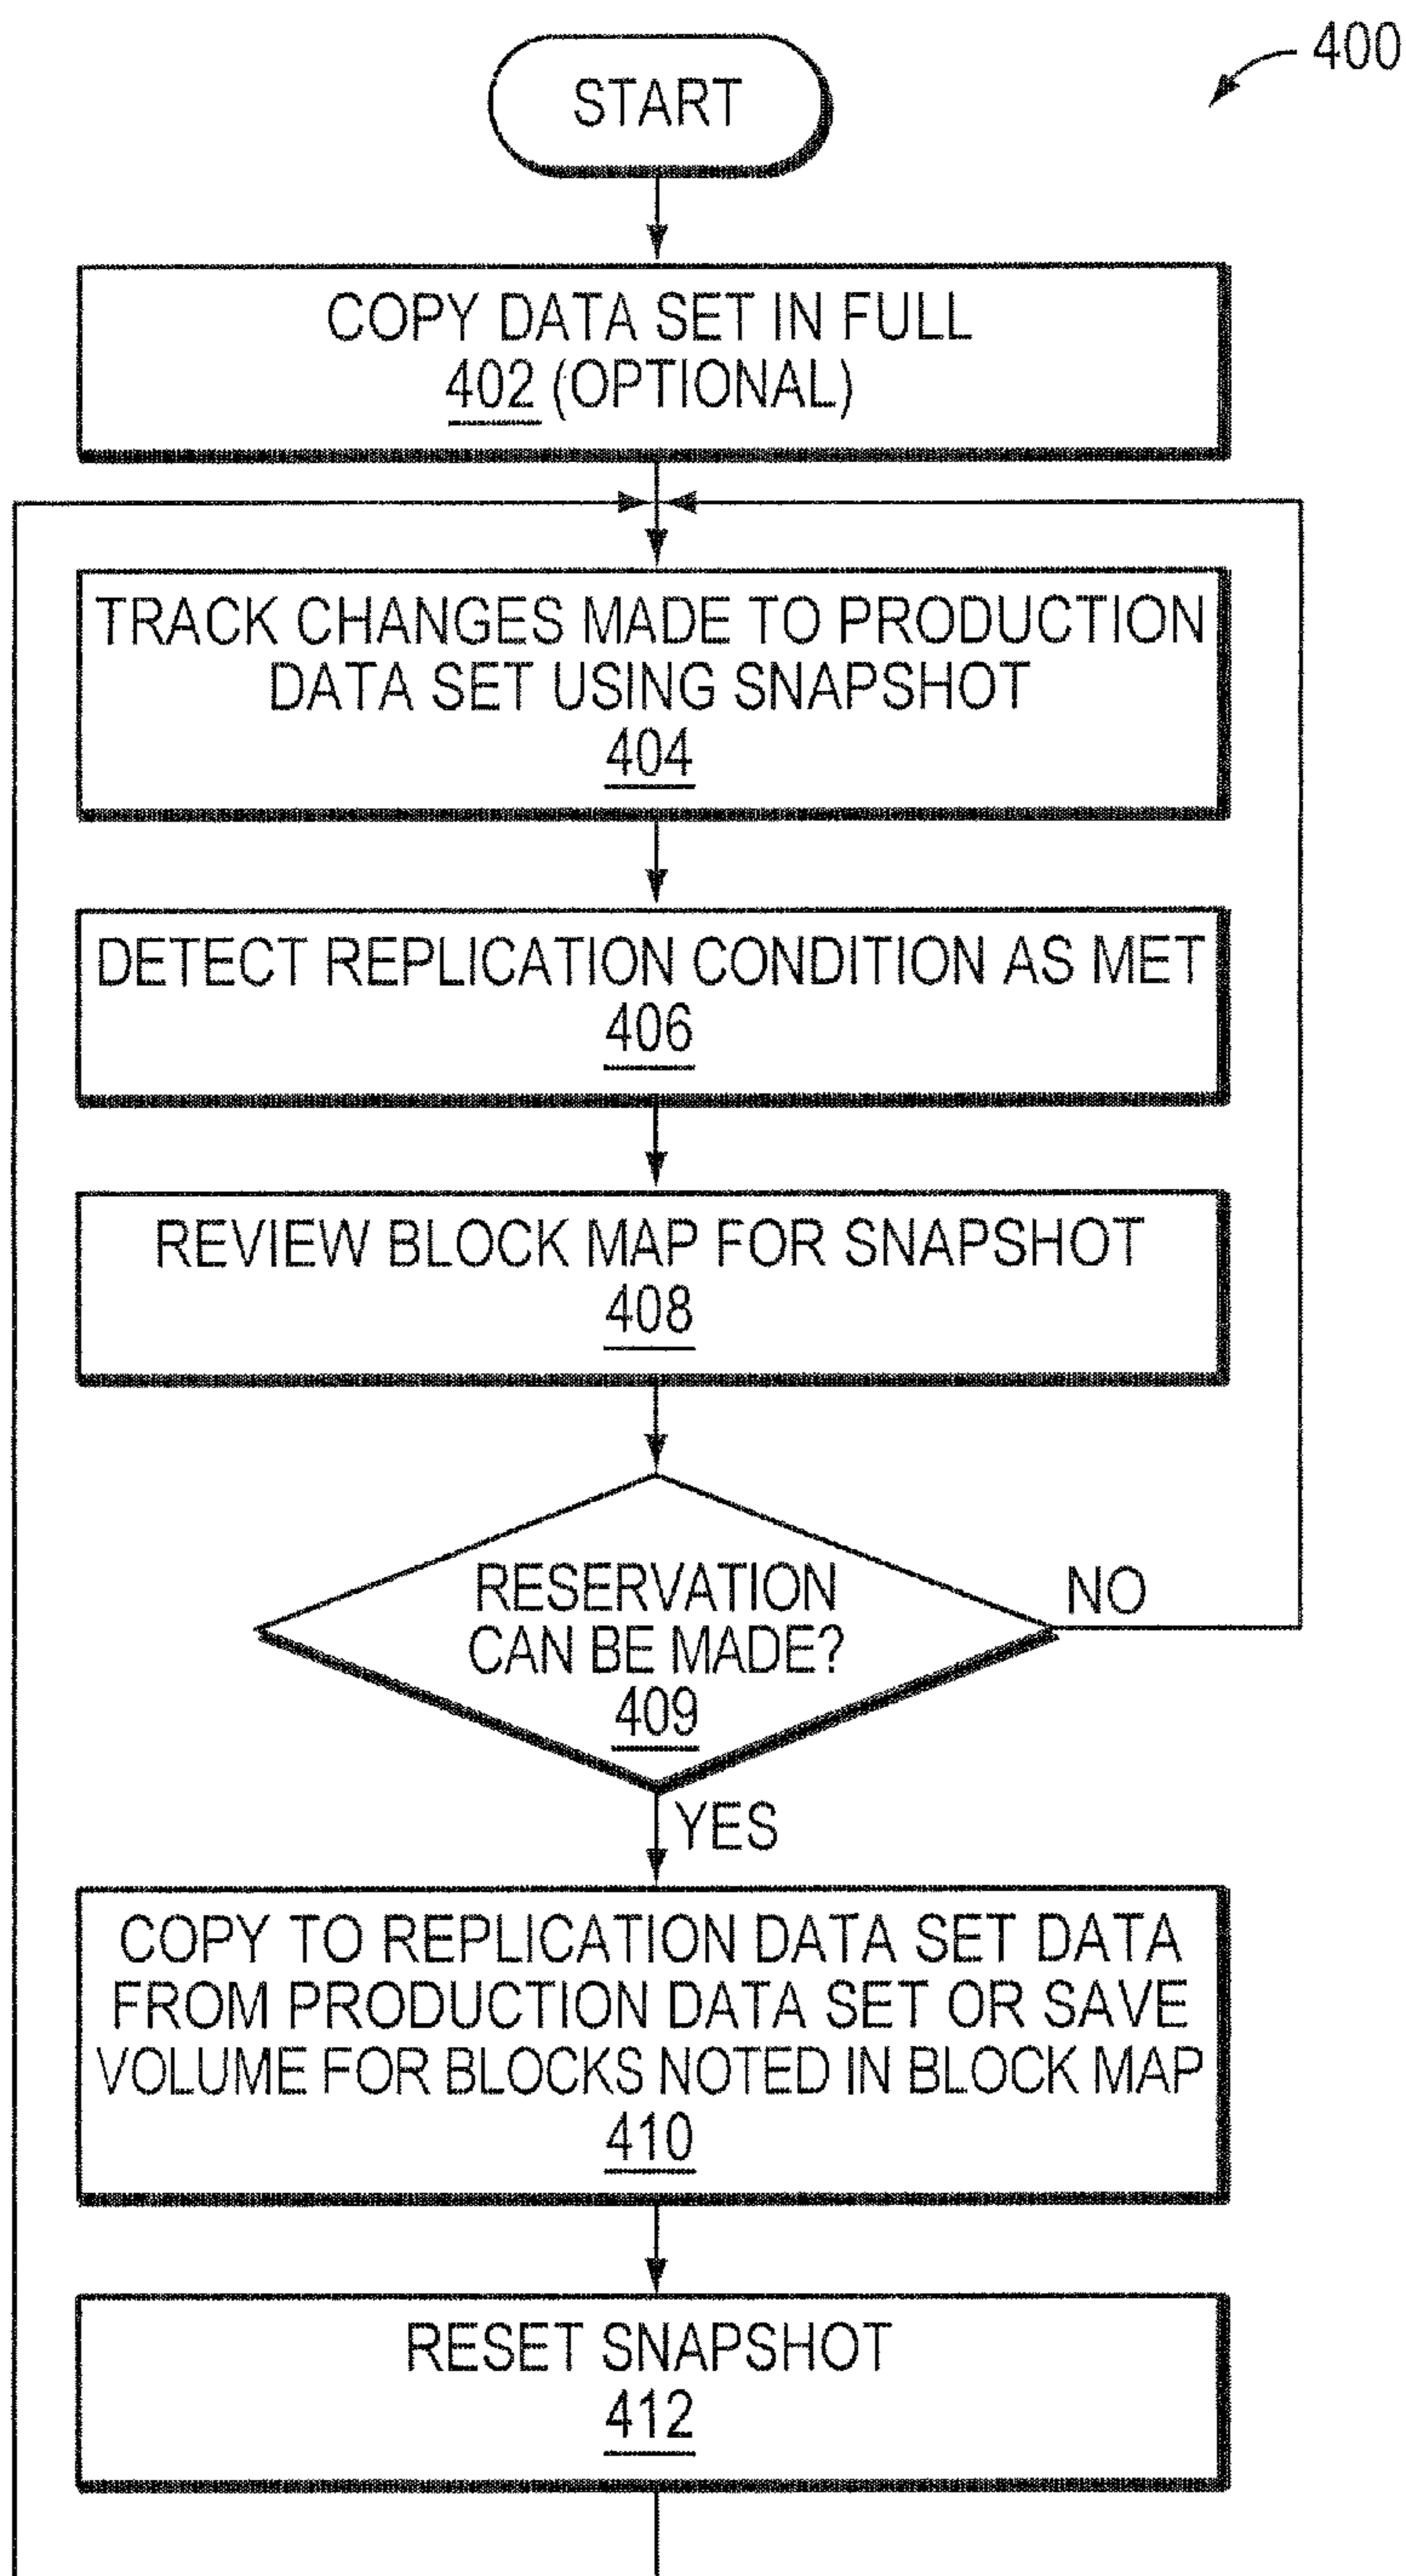 400
START
COPY DATA SET IN FULL
402 (OPTIONAL)
TRACK CHANGES MADE TO PRODUCTION
DATA SET USING SNAPSHOT
404
DETECT REPLICATION CONDITION AS MET
406
REVIEW BLOCK MAP FOR SNAPSHOT
408
RESERVATION
CAN BE MADE?
409
NO
YES
COPY TO REPLICATION DATA SET DATA
FROM PRODUCTION DATA SET OR SAVE
VOLUME FOR BLOCKS NOTED IN BLOCK MAP
410
RESET SNAPSHOT
412